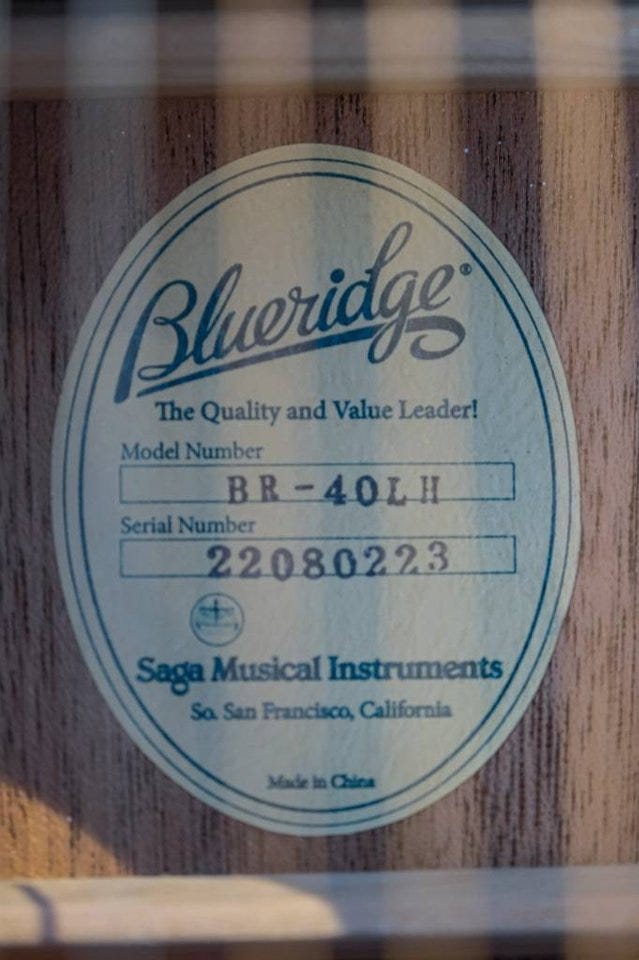 Blueridge®
The Quality and Value Leader!
Model Number
BR-40LH
Serial Number
22080223
Saga Musical Instruments
So. San Francisco, California
Made in China